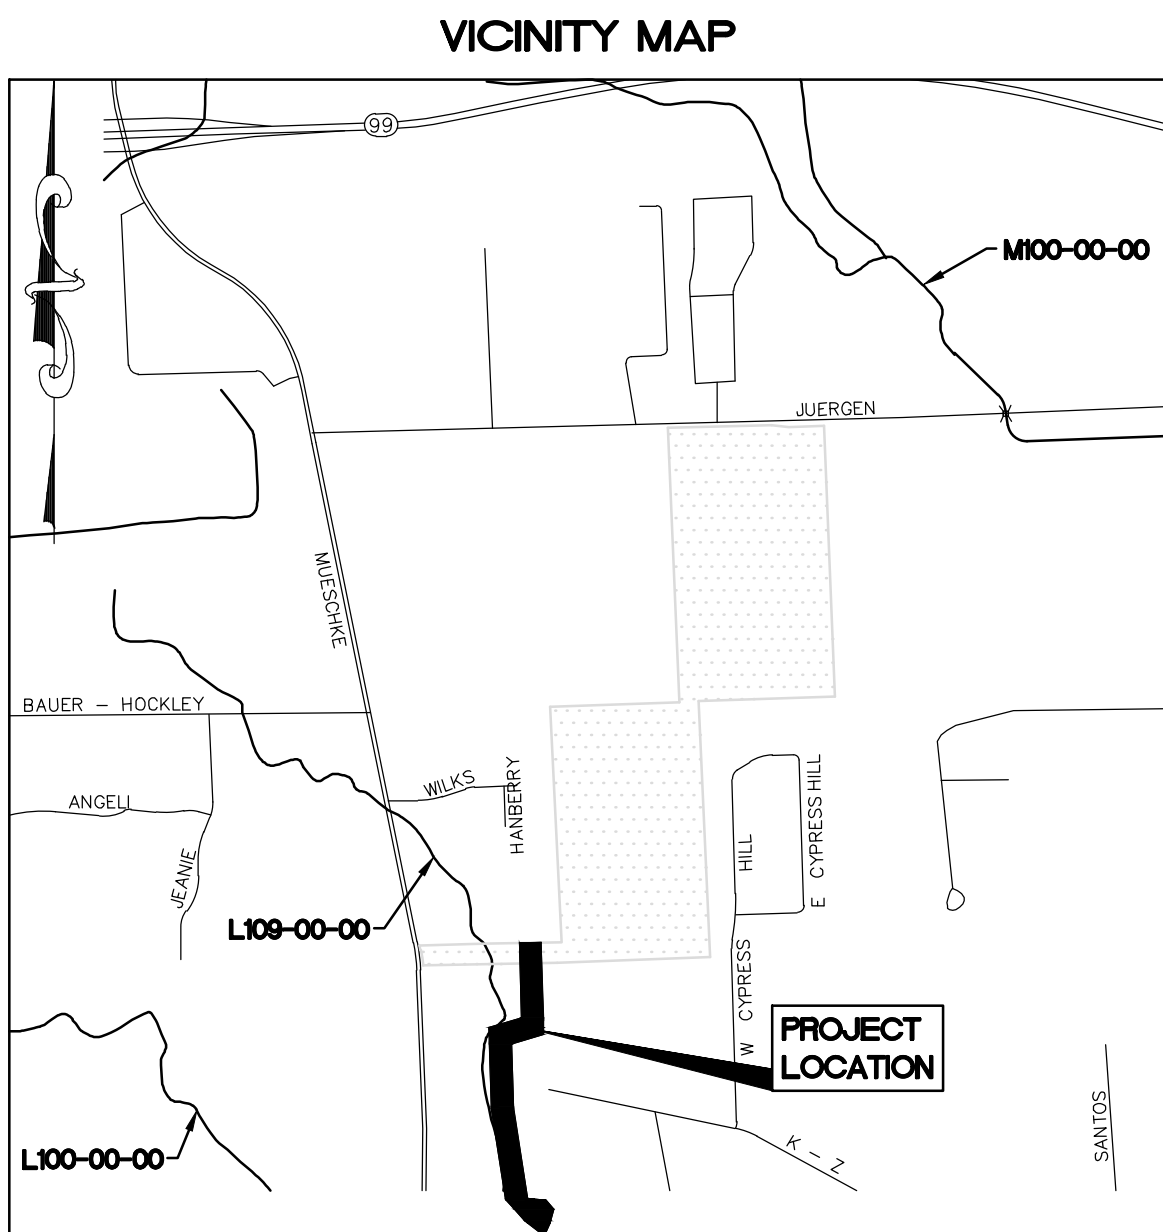 VICINITY MAP
99
M100-00-00
JUERGEN
MUESCHKE
BAUER - HOCKLEY
WILKS
HANBERRY
ANGELI
JEANIE
HILL
E CYPRESS HILL
L109-00-00
W CYPRESS
PROJECT
LOCATION
L100-00-00
K - Z
SANTOS